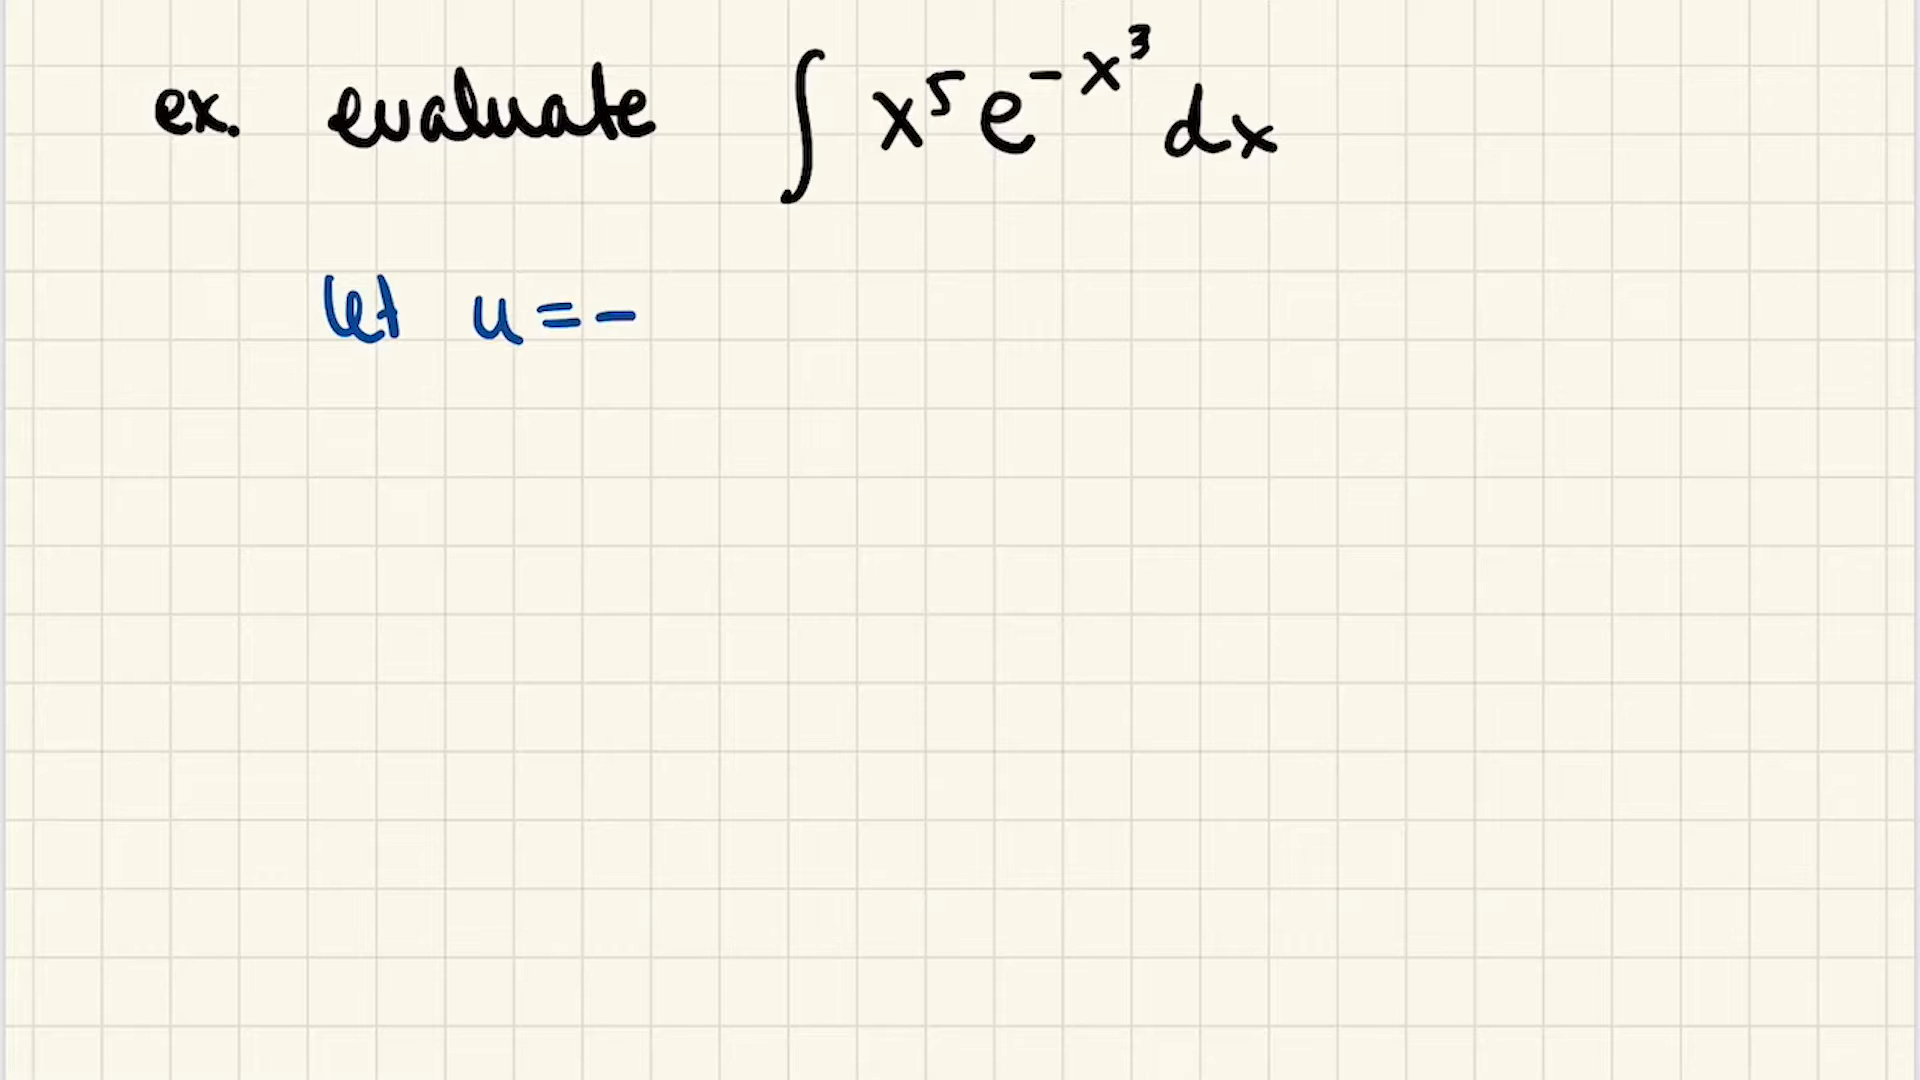 ex. evaluate ∫ x⁵e^{-x³} dx
let u = -